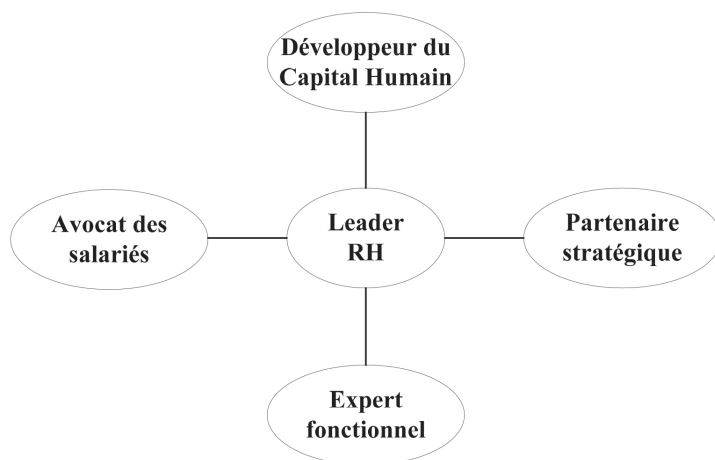 Développeur du
Capital Humain
Avocat des
salariés
Leader
RH
Partenaire
stratégique
Expert
fonctionnel